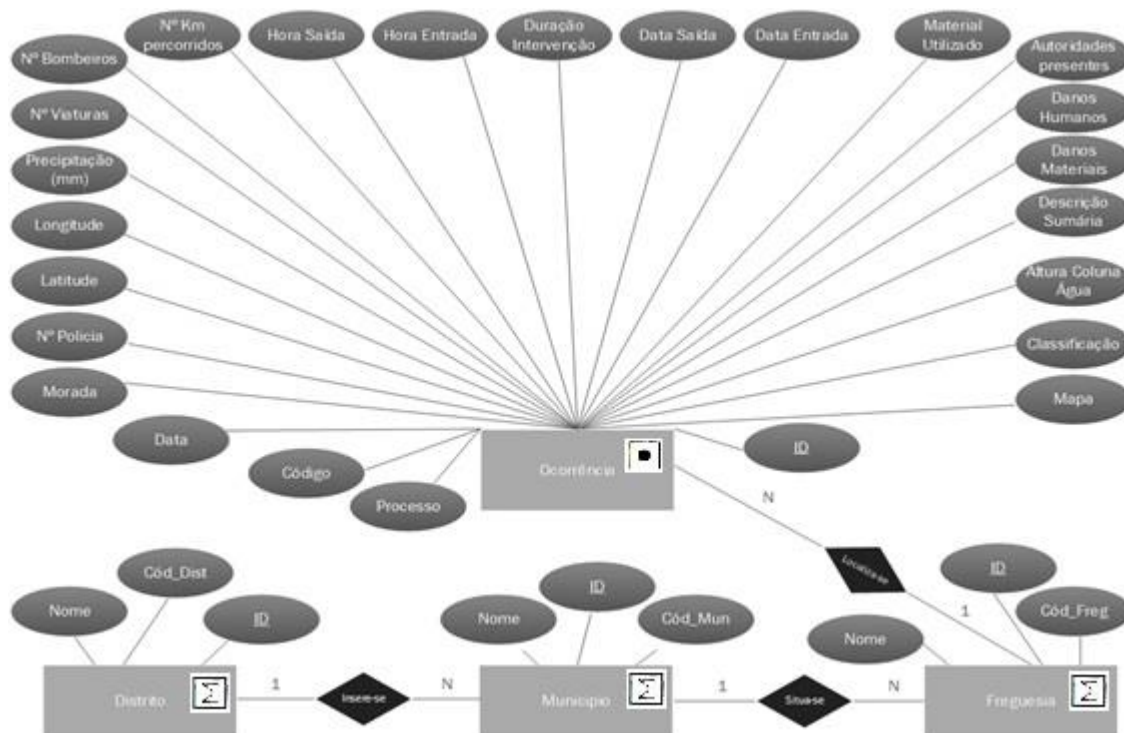 Nº Km
percorridos
Hora Saída
Hora Entrada
Duração
Intervenção
Data Saída
Data Entrada
Material
Utilizado
Autoridades
presentes
Nº Bombeiros
Danos
Humanos
Nº Viaturas
Danos
Materiais
Precipitação
(mm)
Descrição
Sumária
Longitude
Latitude
Altura Coluna
Água
Nº Policia
Classificação
Morada
Mapa
Data
Código
Processo
Ocorrência
ID
N
Localiza-se
1
Nome
Cód_Dist
ID
Nome
ID
Cód_Mun
Nome
ID
Cód_Freg
Distrito
Σ
1
Insere-se
N
Municipio
Σ
1
Situa-se
N
Freguesia
Σ